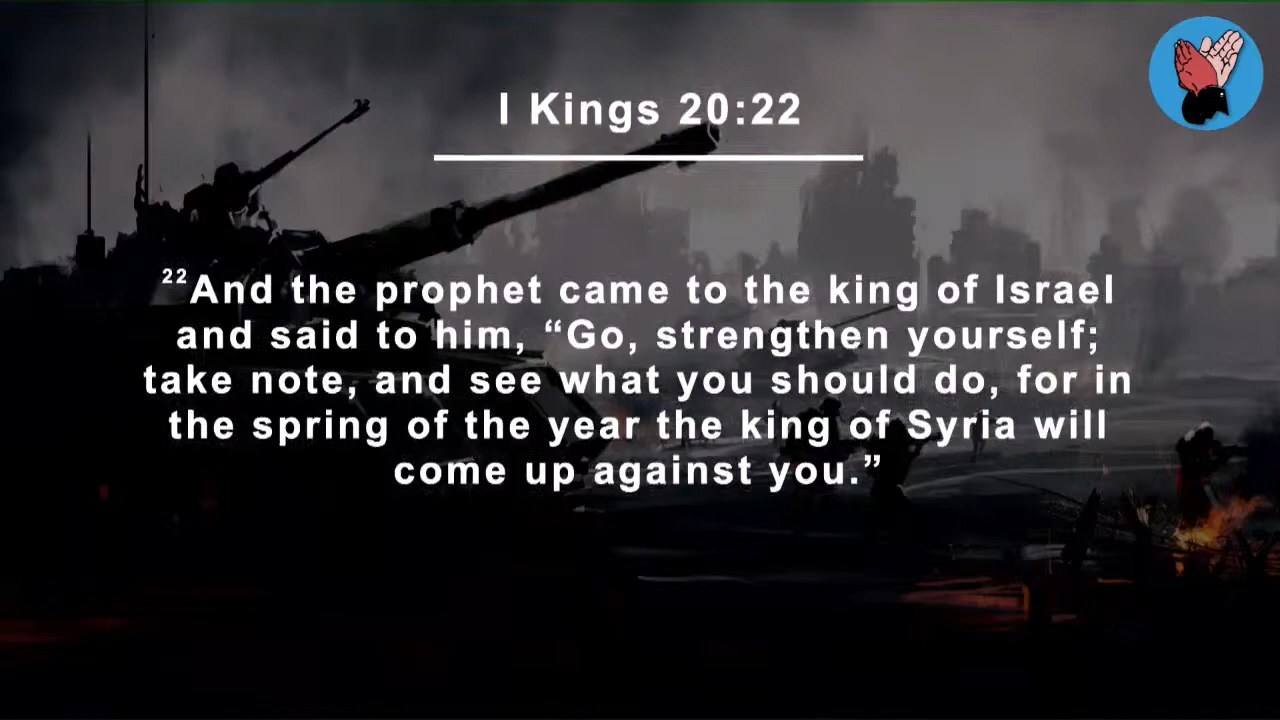 I Kings 20:22
22And the prophet came to the king of Israel
and said to him, “Go, strengthen yourself;
take note, and see what you should do, for in
the spring of the year the king of Syria will
come up against you.”